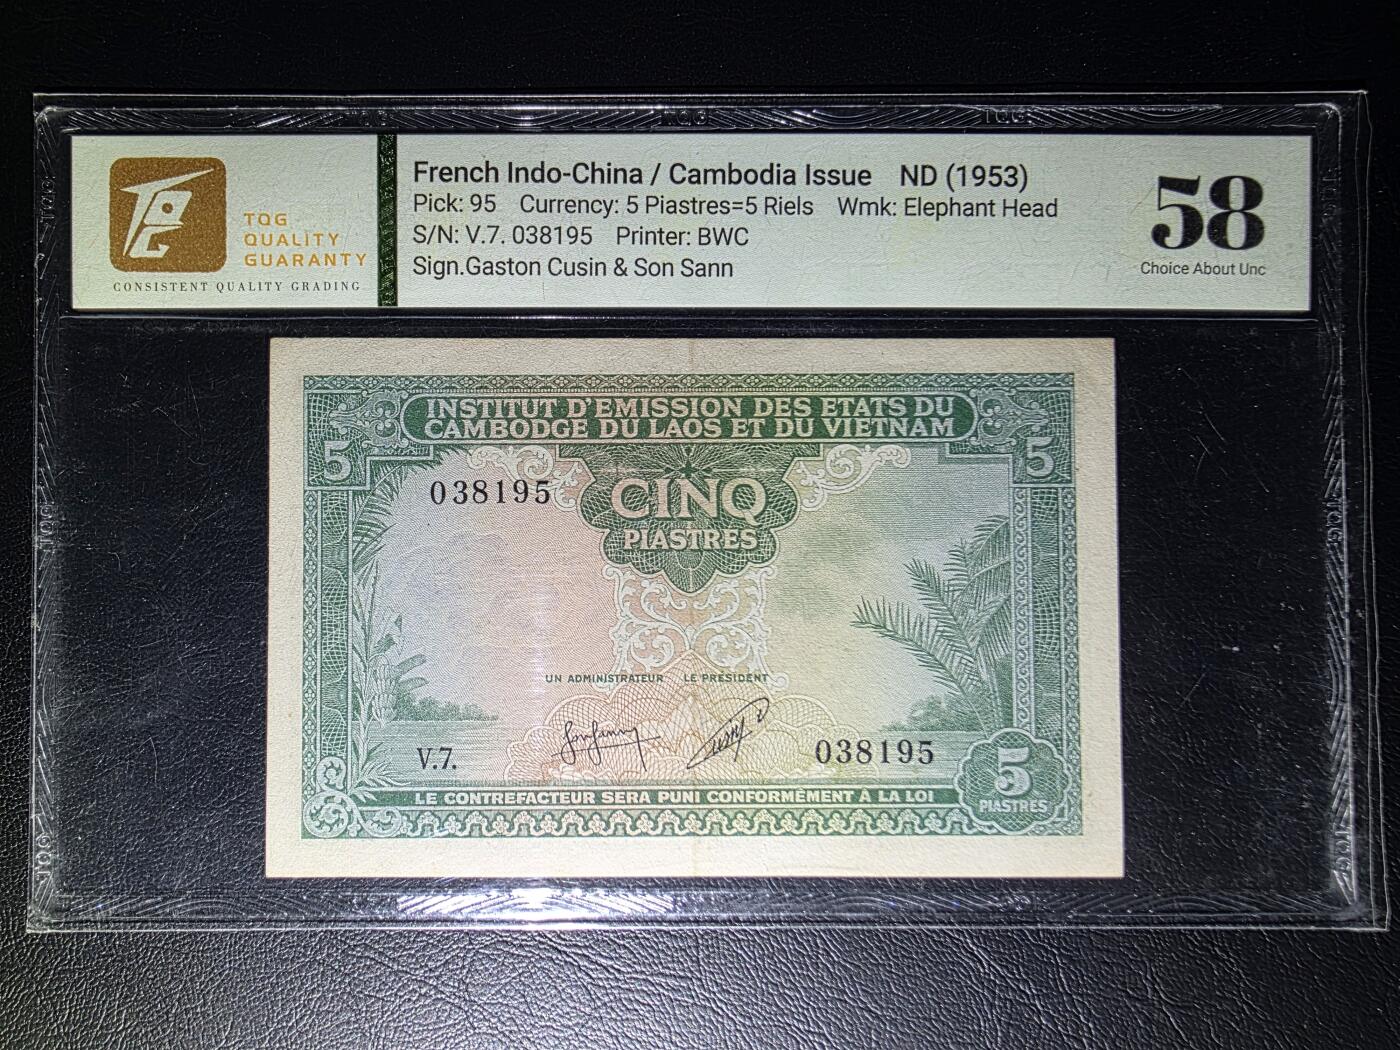 TQG
QUALITY
GUARANTY
CONSISTENT QUALITY GRADING
French Indo-China / Cambodia Issue ND (1953)
Pick: 95 Currency: 5 Piastres=5 Riels Wmk: Elephant Head
S/N: V.7. 038195 Printer: BWC
Sign.Gaston Cusin & Son Sann
58
Choice About Unc
INSTITUT D'EMISSION DES ETATS DU
CAMBODGE DU LAOS ET DU VIETNAM
5
5
038195
CINQ
PIASTRES
UN ADMINISTRATEUR LE PRÉSIDENT
V.7.
038195
5
PIASTRES
LE CONTREFACTEUR SERA PUNI CONFORMÉMENT À LA LOI